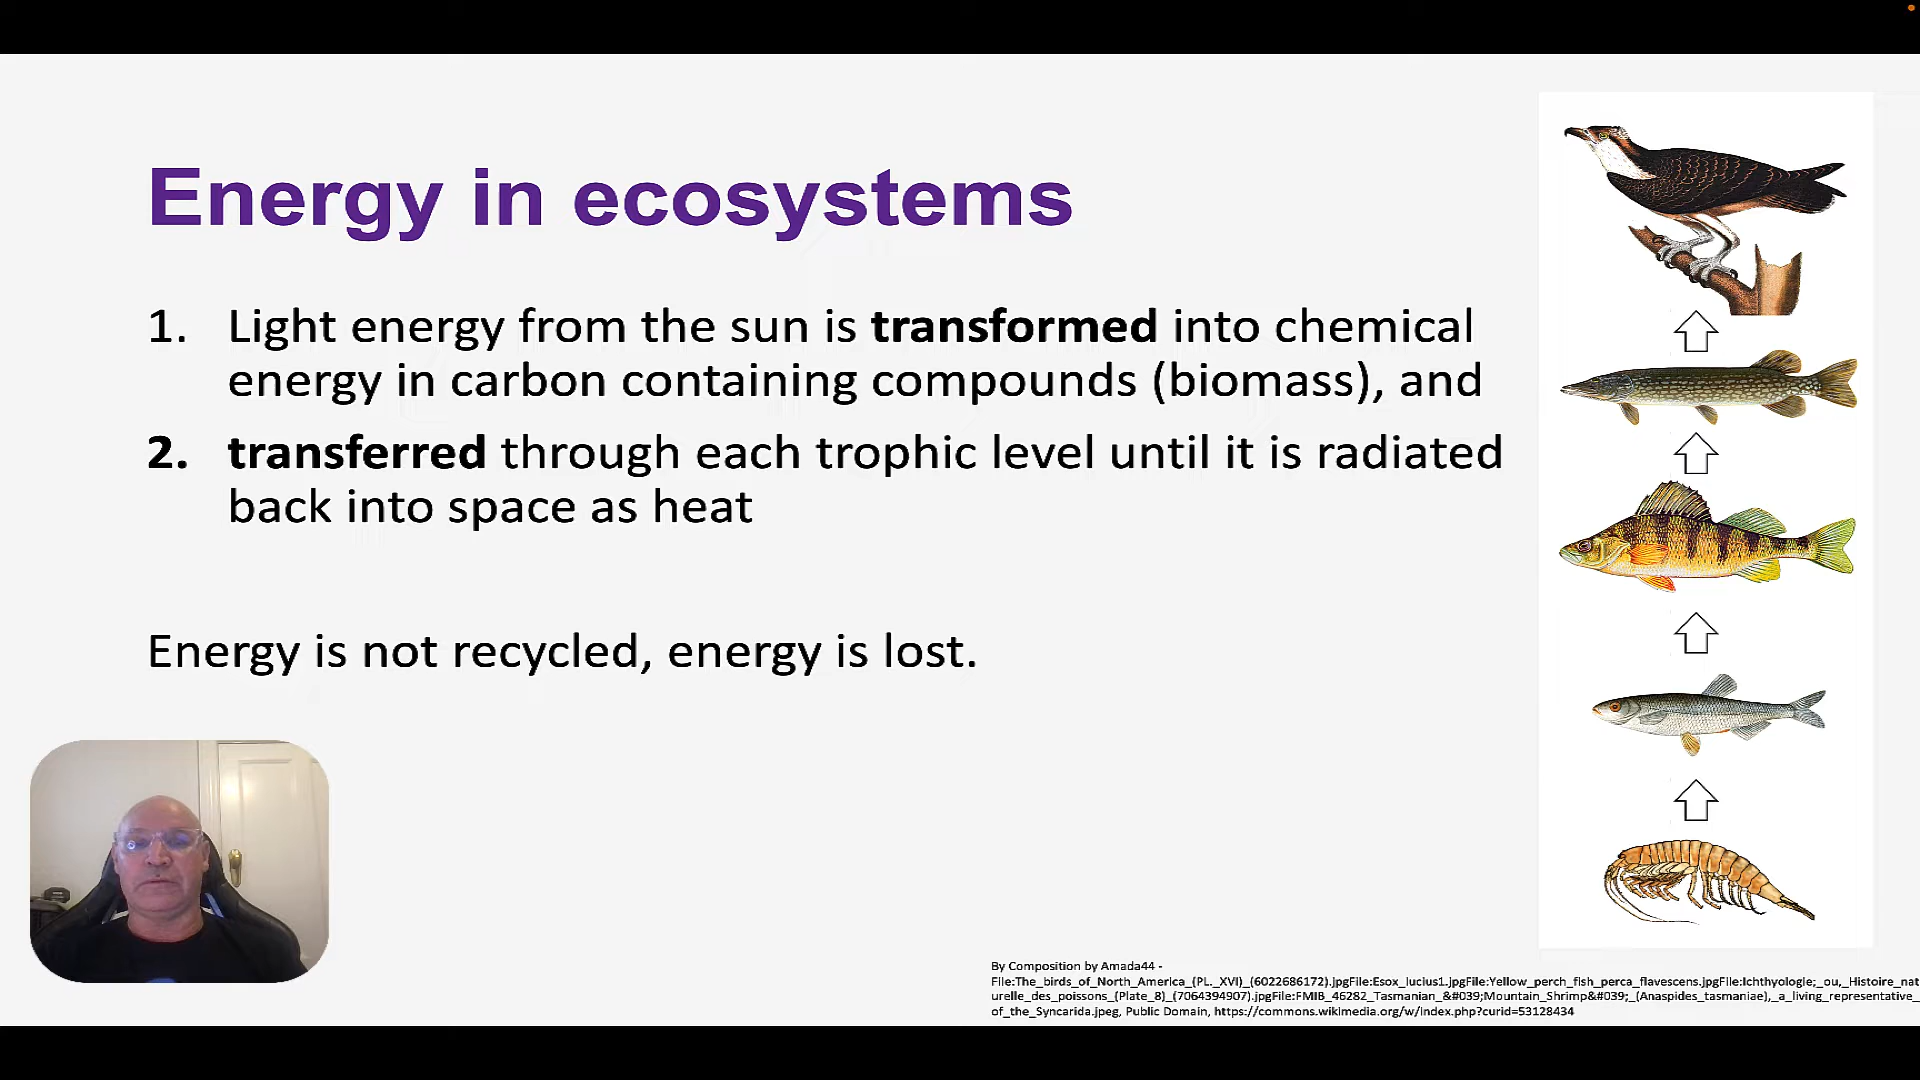 Energy in ecosystems
1. Light energy from the sun is transformed into chemical
energy in carbon containing compounds (biomass), and
2. transferred through each trophic level until it is radiated
back into space as heat
Energy is not recycled, energy is lost.
By Composition by Amada44 -
File:The_birds_of_North_America_(PL._XVI)_(6022686172).jpgFile:Esox_lucius1.jpgFile:Yellow_perch_fish_perca_flavescens.jpgFile:Ichthyologie;_ou,_Histoire_nat
urelle_des_poissons_(Plate_8)_(7064394907).jpgFile:FMIB_46282_Tasmanian_&#039;Mountain_Shrimp&#039;_(Anaspides_tasmaniae),_a_living_representative_
of_the_Syncarida.jpeg, Public Domain, https://commons.wikimedia.org/w/index.php?curid=53128434